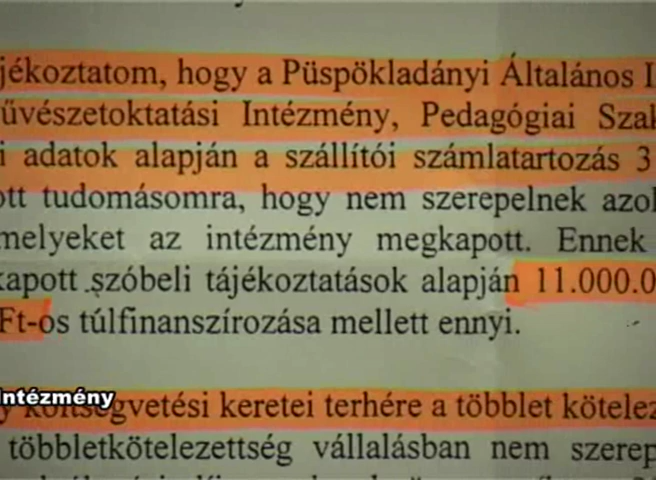 jékoztatom, hogy a Püspökladányi Általános I
űvészetoktatási Intézmény, Pedagógiai Szak
i adatok alapján a szállítói számlatartozás 3
ott tudomásomra, hogy nem szerepelnek azo
melyeket az intézmény megkapott. Ennek
kapott szóbeli tájékoztatások alapján 11.000.0
Ft-os túlfinanszírozása mellett ennyi.
Intézmény
y költségvetési keretei terhére a többlet kötelez
többletkötelezettség vállalásban nem szerep